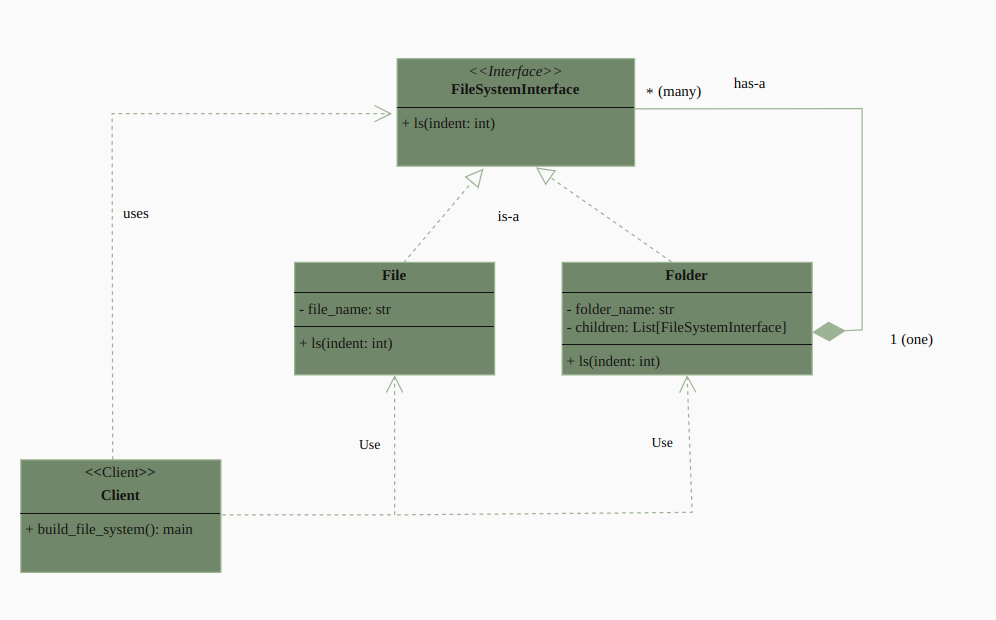 <<Interface>>
FileSystemInterface
+ ls(indent: int)
* (many)
has-a
uses
is-a
File
- file_name: str
+ ls(indent: int)
Folder
- folder_name: str
- children: List[FileSystemInterface]
+ ls(indent: int)
1 (one)
Use
Use
<<Client>>
Client
+ build_file_system(): main